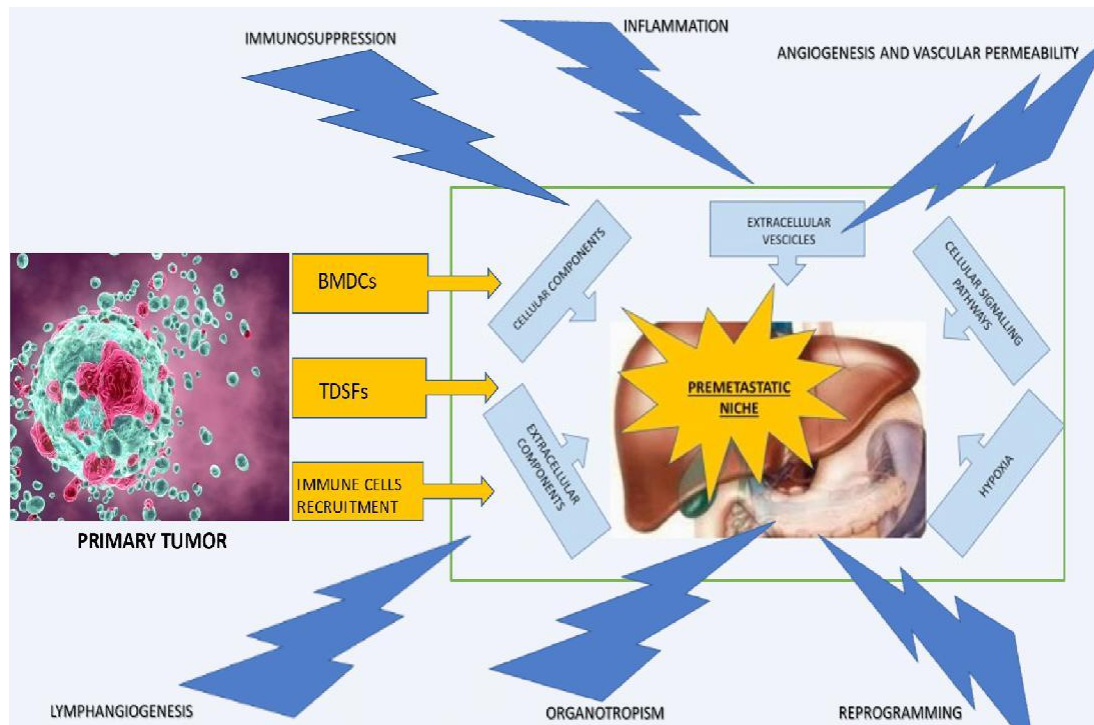 IMMUNOSUPPRESSION
INFLAMMATION
ANGIOGENESIS AND VASCULAR PERMEABILITY
CELLULAR COMPONENTS
EXTRACELLULAR
VESCICLES
CELLULAR SIGNALLING
PATHWAYS
BMDCs
TDSFs
IMMUNE CELLS
RECRUITMENT
PRIMARY TUMOR
EXTRACELLULAR
COMPONENTS
PREMETASTATIC
NICHE
HYPOXIA
LYMPHANGIOGENESIS
ORGANOTROPISM
REPROGRAMMING